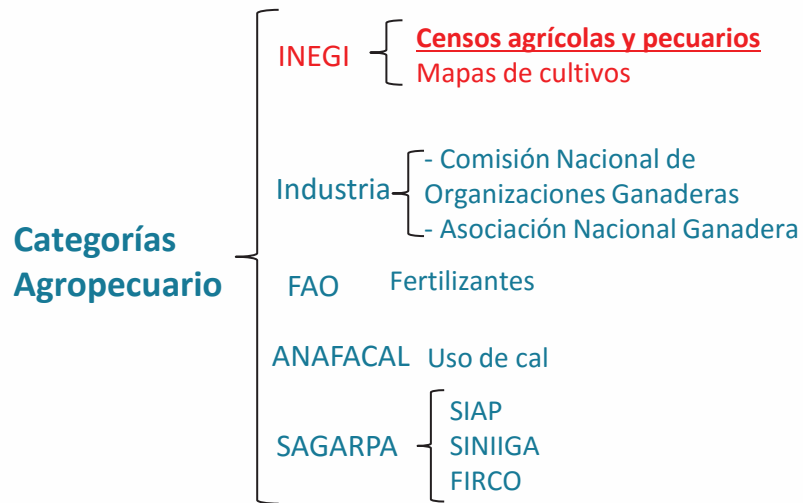 Categorías
Agropecuario
INEGI
Censos agrícolas y pecuarios
Mapas de cultivos
Industria
- Comisión Nacional de
Organizaciones Ganaderas
- Asociación Nacional Ganadera
FAO
Fertilizantes
ANAFACAL
Uso de cal
SAGARPA
SIAP
SINIIGA
FIRCO